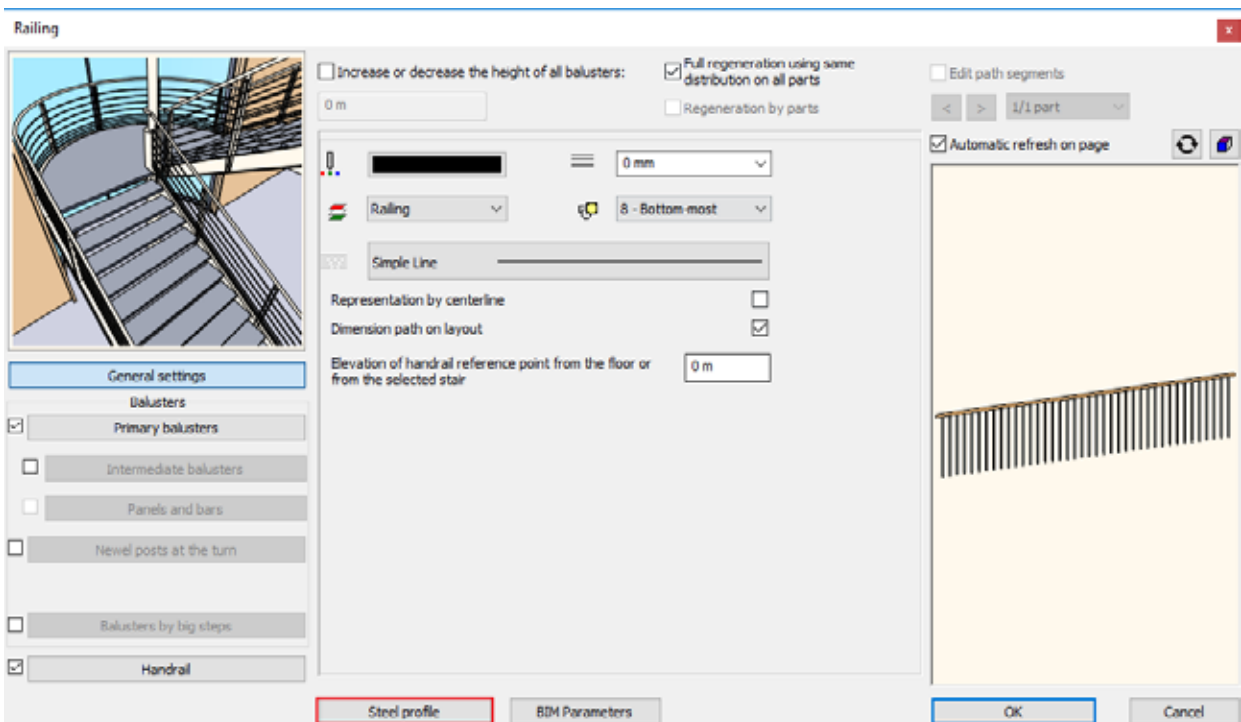 Railing
x
Increase or decrease the height of all balusters:
0 m
Full regeneration using same
distribution on all parts
Regeneration by parts
Edit path segments
< > 1/1 part
Automatic refresh on page
0 mm
Railing
8 - Bottom-most
Simple Line
Representation by centerline
Dimension path on layout
Elevation of handrail reference point from the floor or
from the selected stair
0 m
General settings
Balusters
Primary balusters
Intermediate balusters
Panels and bars
Newel posts at the turn
Balusters by big steps
Handrail
Steel profile
BIM Parameters
OK
Cancel